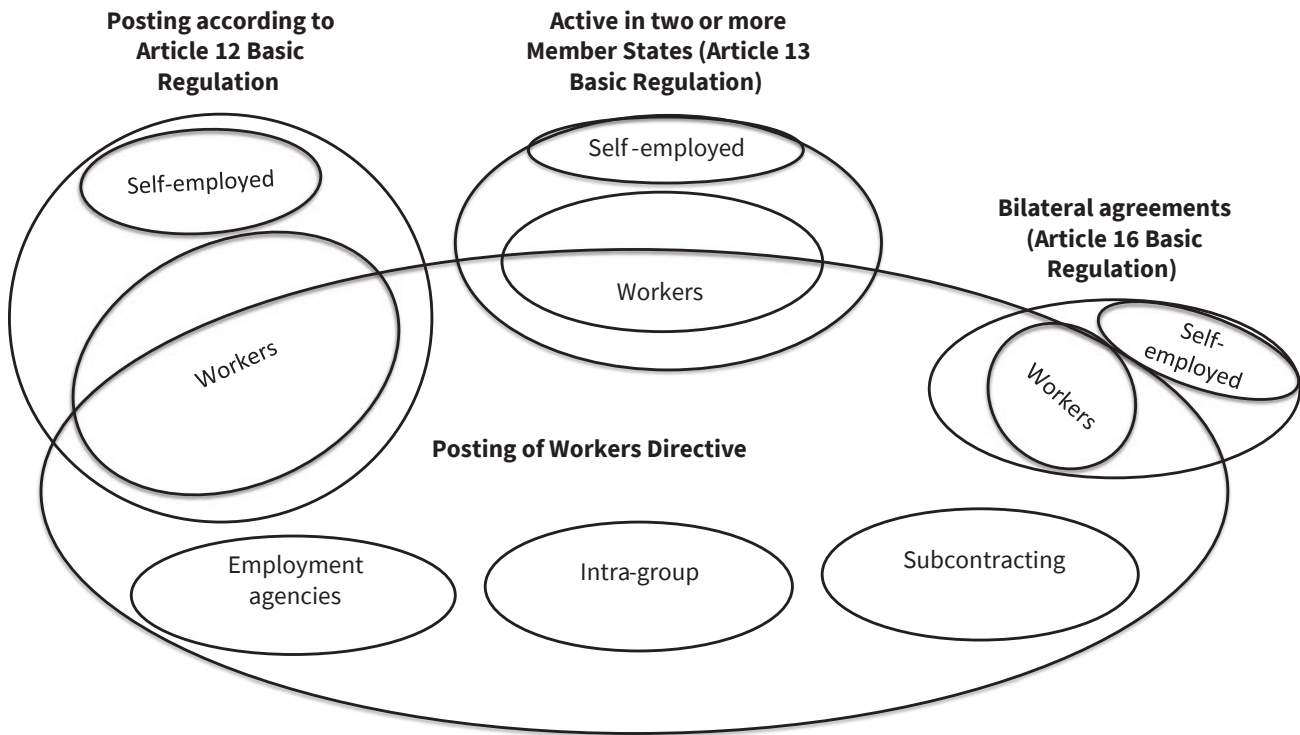 Posting according to
Article 12 Basic
Regulation
Active in two or more
Member States (Article 13
Basic Regulation)
Self-employed
Self-employed
Bilateral agreements
(Article 16 Basic
Regulation)
Workers
Workers
Self-
employed
Workers
Posting of Workers Directive
Employment
agencies
Intra-group
Subcontracting